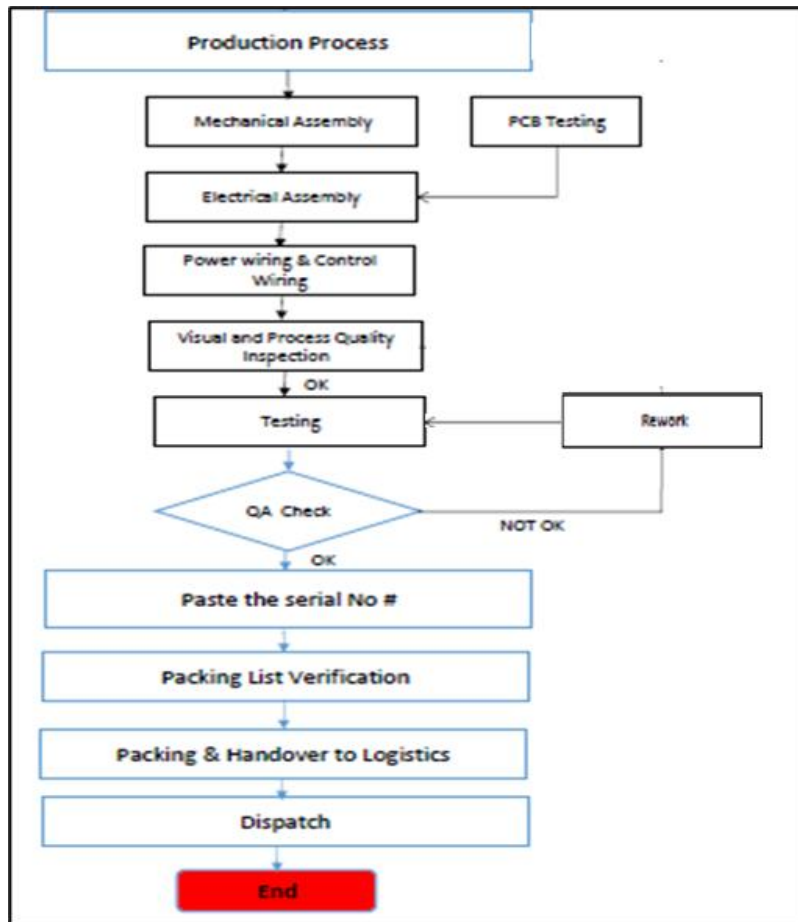 Production Process
Mechanical Assembly
PCB Testing
Electrical Assembly
Power wiring & Control
Wiring
Visual and Process Quality
Inspection
OK
Testing
Rework
QA Check
NOT OK
OK
Paste the serial No #
Packing List Verification
Packing & Handover to Logistics
Dispatch
End